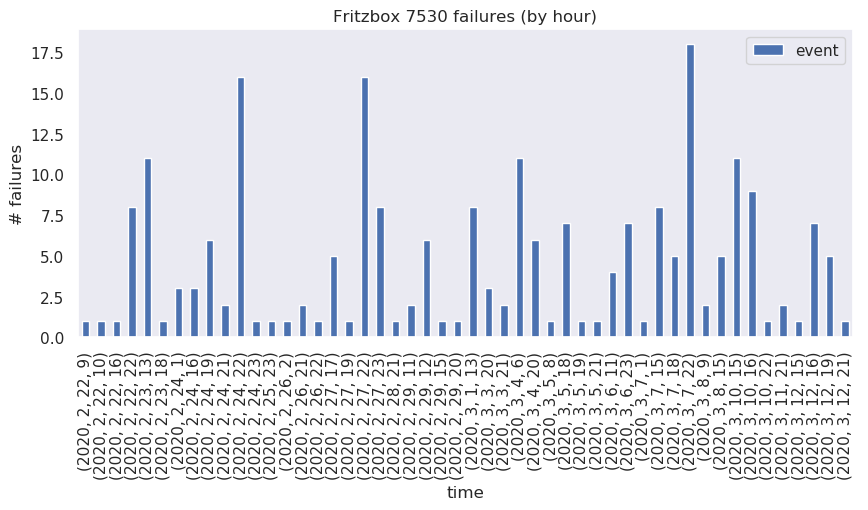 Fritzbox 7530 failures (by hour)
event
# failures
17.5
15.0
12.5
10.0
7.5
5.0
2.5
0.0
(2020, 2, 22, 9)
(2020, 2, 22, 10)
(2020, 2, 22, 16)
(2020, 2, 22, 22)
(2020, 2, 23, 13)
(2020, 2, 23, 18)
(2020, 2, 24, 1)
(2020, 2, 24, 16)
(2020, 2, 24, 19)
(2020, 2, 24, 21)
(2020, 2, 24, 22)
(2020, 2, 24, 23)
(2020, 2, 25, 23)
(2020, 2, 26, 2)
(2020, 2, 26, 21)
(2020, 2, 26, 22)
(2020, 2, 27, 17)
(2020, 2, 27, 19)
(2020, 2, 27, 22)
(2020, 2, 27, 23)
(2020, 2, 28, 21)
(2020, 2, 29, 11)
(2020, 2, 29, 12)
(2020, 2, 29, 15)
(2020, 2, 29, 20)
(2020, 3, 1, 13)
(2020, 3, 3, 20)
(2020, 3, 3, 21)
(2020, 3, 4, 6)
(2020, 3, 4, 20)
(2020, 3, 5, 8)
(2020, 3, 5, 18)
(2020, 3, 5, 19)
(2020, 3, 5, 21)
(2020, 3, 6, 11)
(2020, 3, 6, 23)
(2020, 3, 7, 1)
(2020, 3, 7, 15)
(2020, 3, 7, 18)
(2020, 3, 7, 22)
(2020, 3, 8, 9)
(2020, 3, 8, 15)
(2020, 3, 10, 15)
(2020, 3, 10, 16)
(2020, 3, 10, 22)
(2020, 3, 11, 21)
(2020, 3, 12, 15)
(2020, 3, 12, 16)
(2020, 3, 12, 19)
(2020, 3, 12, 21)
time